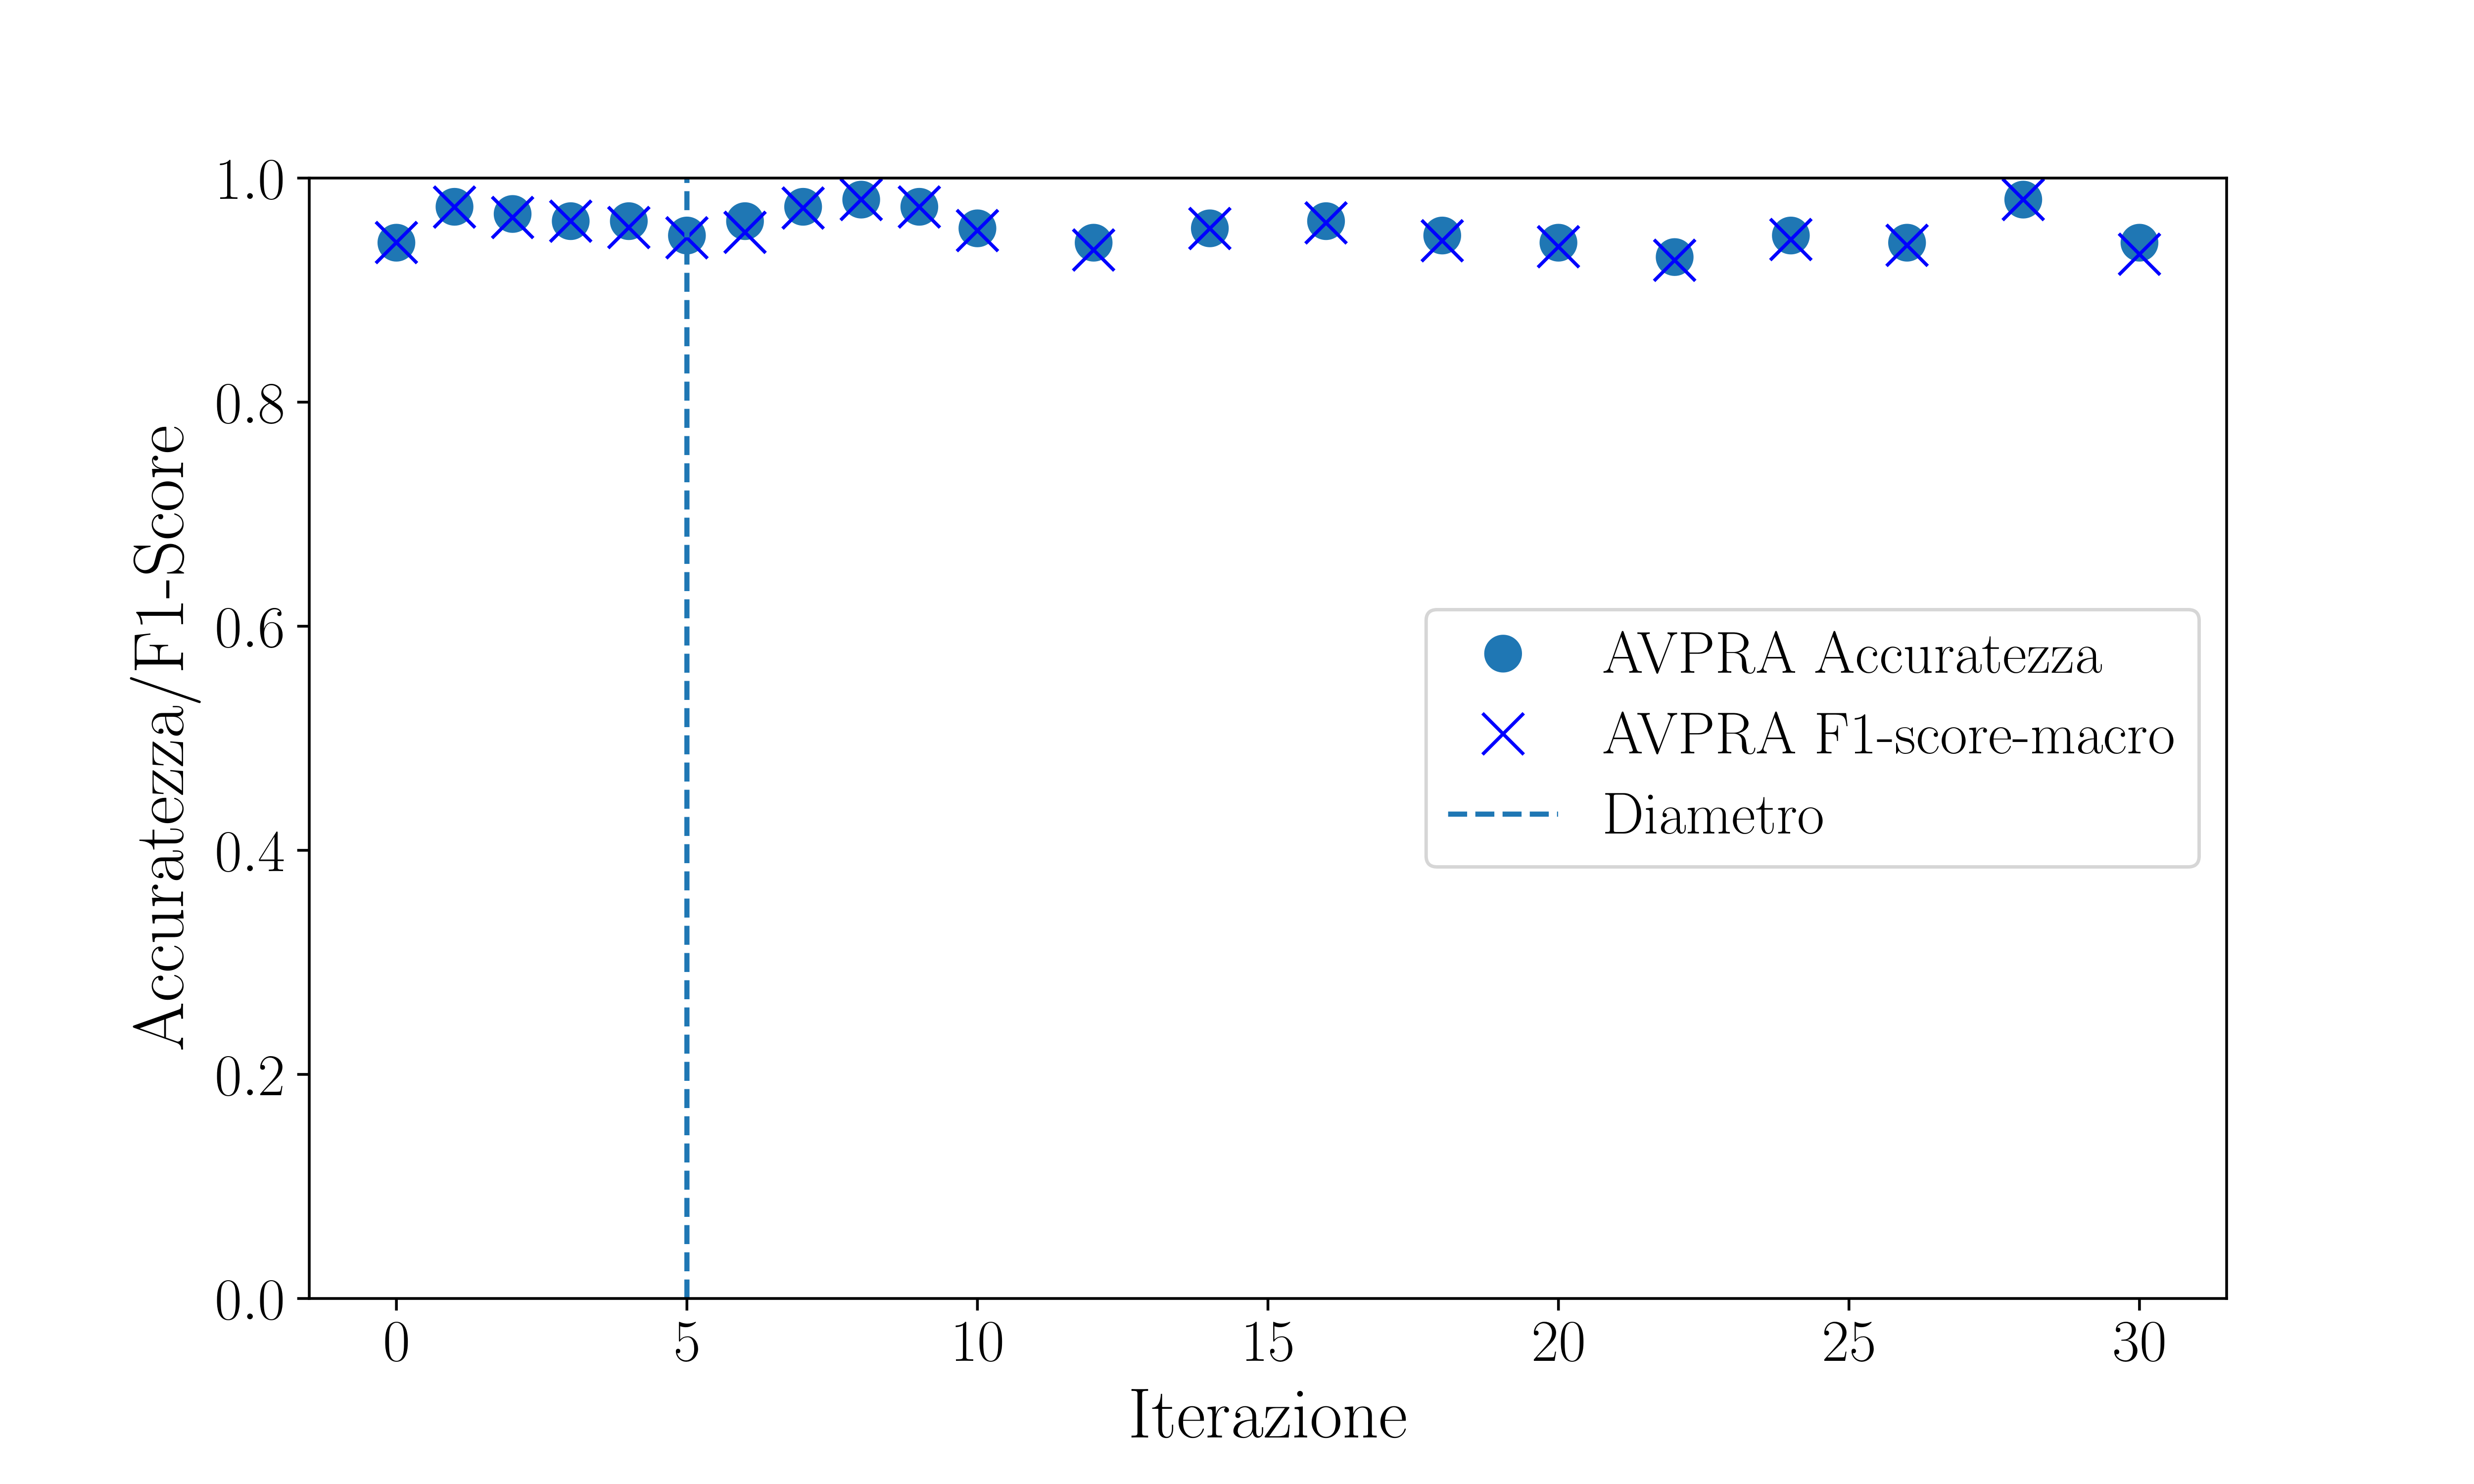 1.0
0.8
0.6
0.4
0.2
0.0
Accuratezza/F1-Score
AVPRA Accuratezza
AVPRA F1-score-macro
Diametro
0 5 10 15 20 25 30
Iterazione